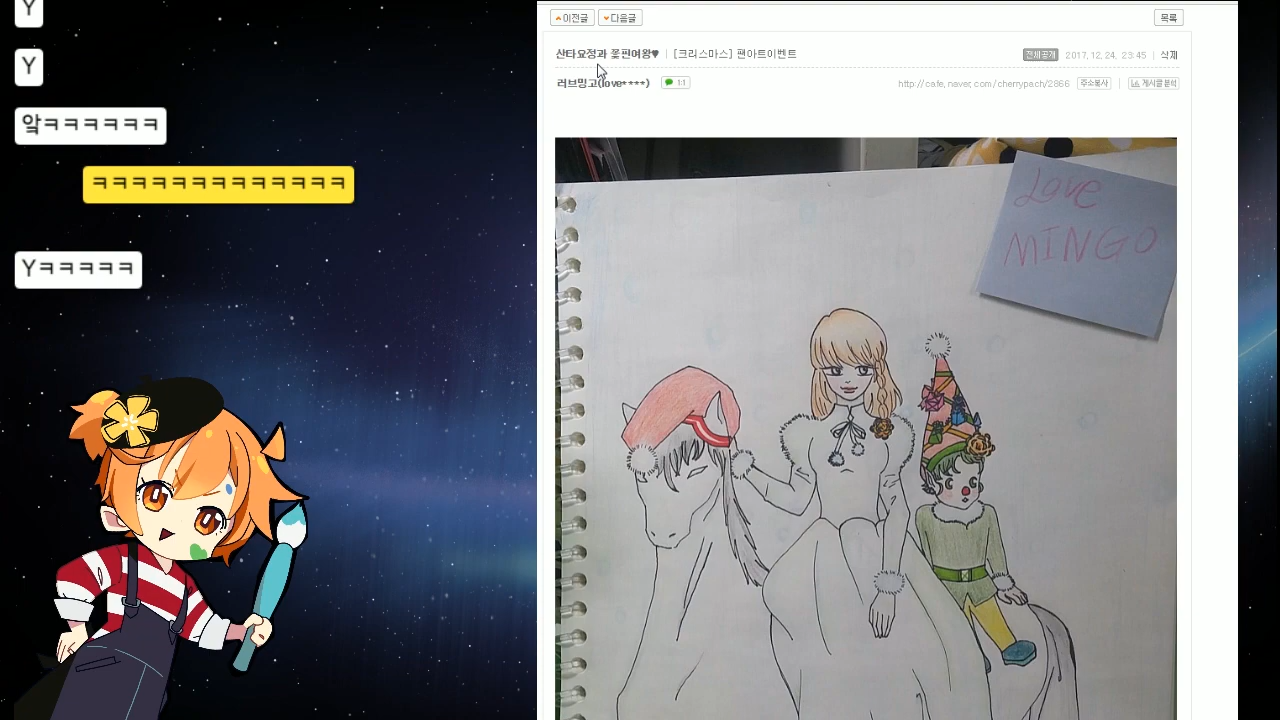 Y
Y
앜ㅋㅋㅋㅋㅋㅋ
ㅋㅋㅋㅋㅋㅋㅋㅋㅋㅋㅋㅋㅋ
Yㅋㅋㅋㅋㅋ
이전글 다음글 목록
산타요정과 꽃핀여왕♥ | [크리스마스] 팬아트이벤트 전체공개 2017. 12. 24. 23:45 | 삭제
러브밍고(love****) 1:1 http://cafe.naver.com/cherrypach/2866 주소복사 | 게시글 분석
Love
MINGO